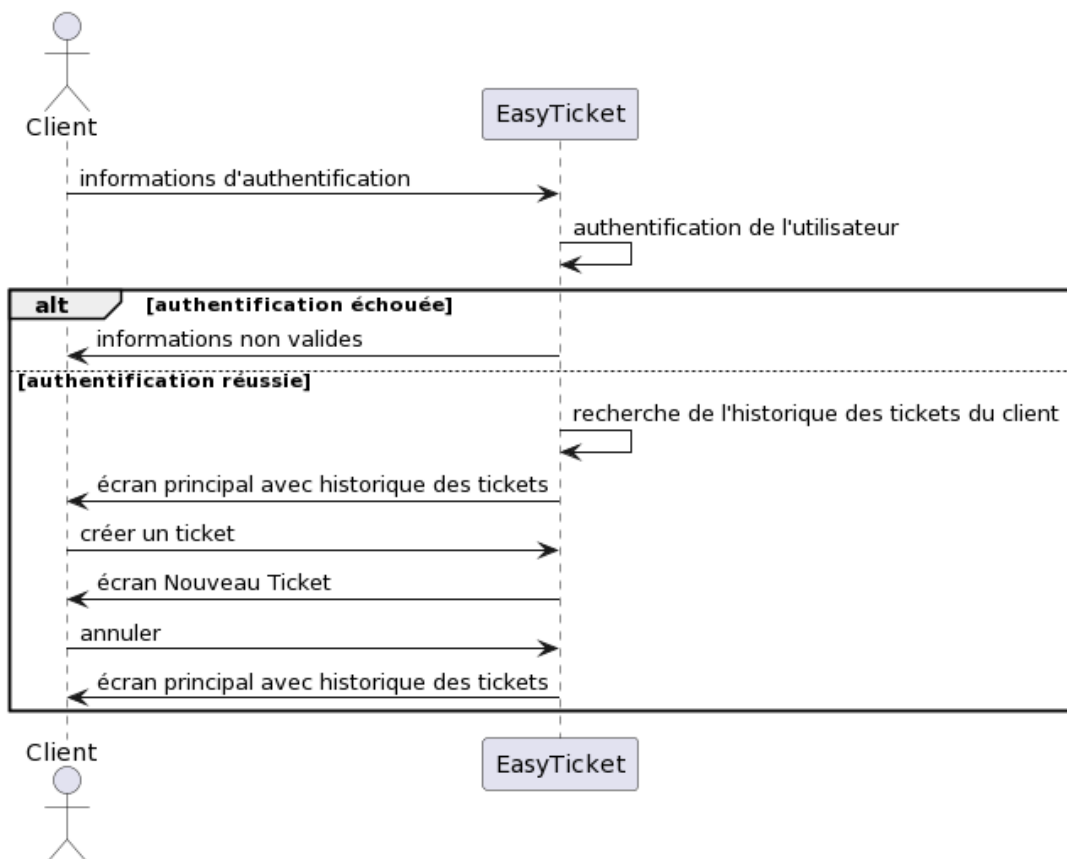 Client
EasyTicket
informations d'authentification
authentification de l'utilisateur
alt [authentification échouée]
informations non valides
[authentification réussie]
recherche de l'historique des tickets du client
écran principal avec historique des tickets
créer un ticket
écran Nouveau Ticket
annuler
écran principal avec historique des tickets
Client
EasyTicket